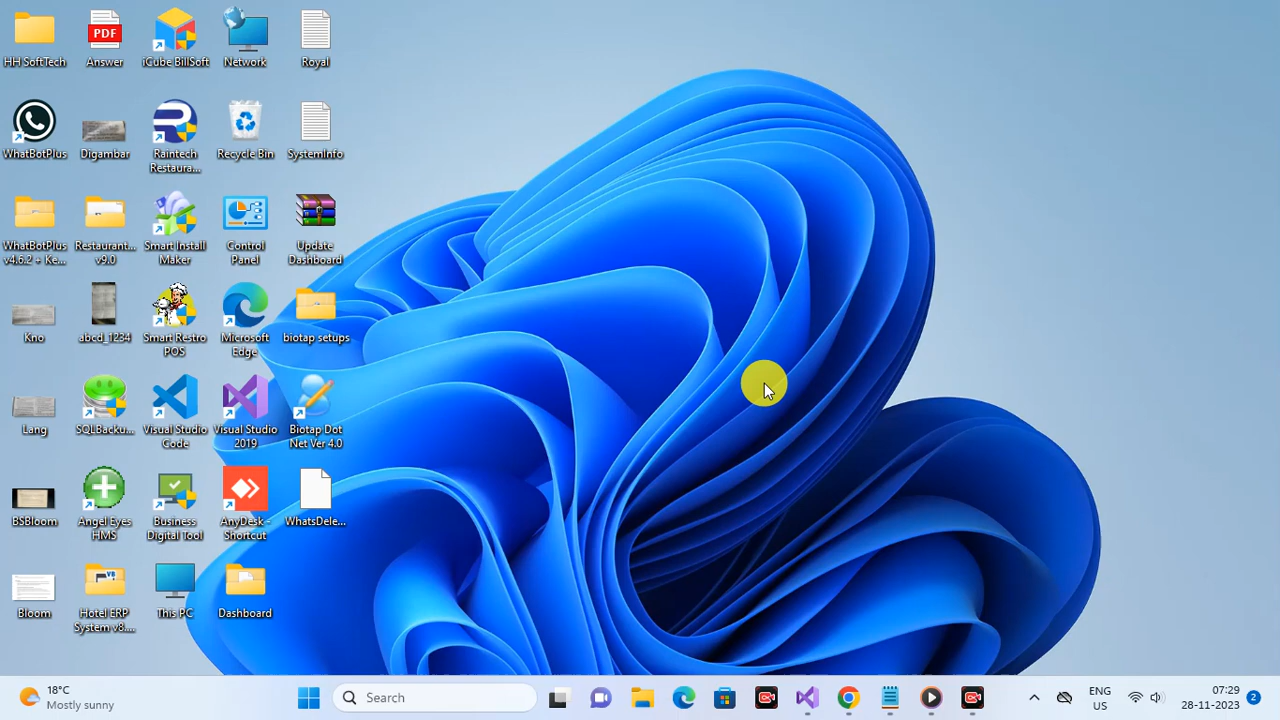 HH SoftTech
PDF
Answer
iCube BillSoft
Network
Royal
WhatBotPlus
Digambar
Raintech
Restaura...
Recycle Bin
SystemInfo
WhatBotPlus
v4.6.2 + Ke...
Restaurant...
v9.0
Smart Install
Maker
Control
Panel
Update
Dashboard
Kno
abcd_1234
Smart Restro
POS
Microsoft
Edge
biotap setups
Lang
SQLBacku...
Visual Studio
Code
Visual Studio
2019
Biotap Dot
Net Ver 4.0
BSBloom
Angel Eyes
HMS
Business
Digital Tool
AnyDesk -
Shortcut
WhatsDele...
Bloom
Hotel ERP
System v8....
This PC
Dashboard
18°C
Mostly sunny
Search
ENG
US
07:29
28-11-2023
2